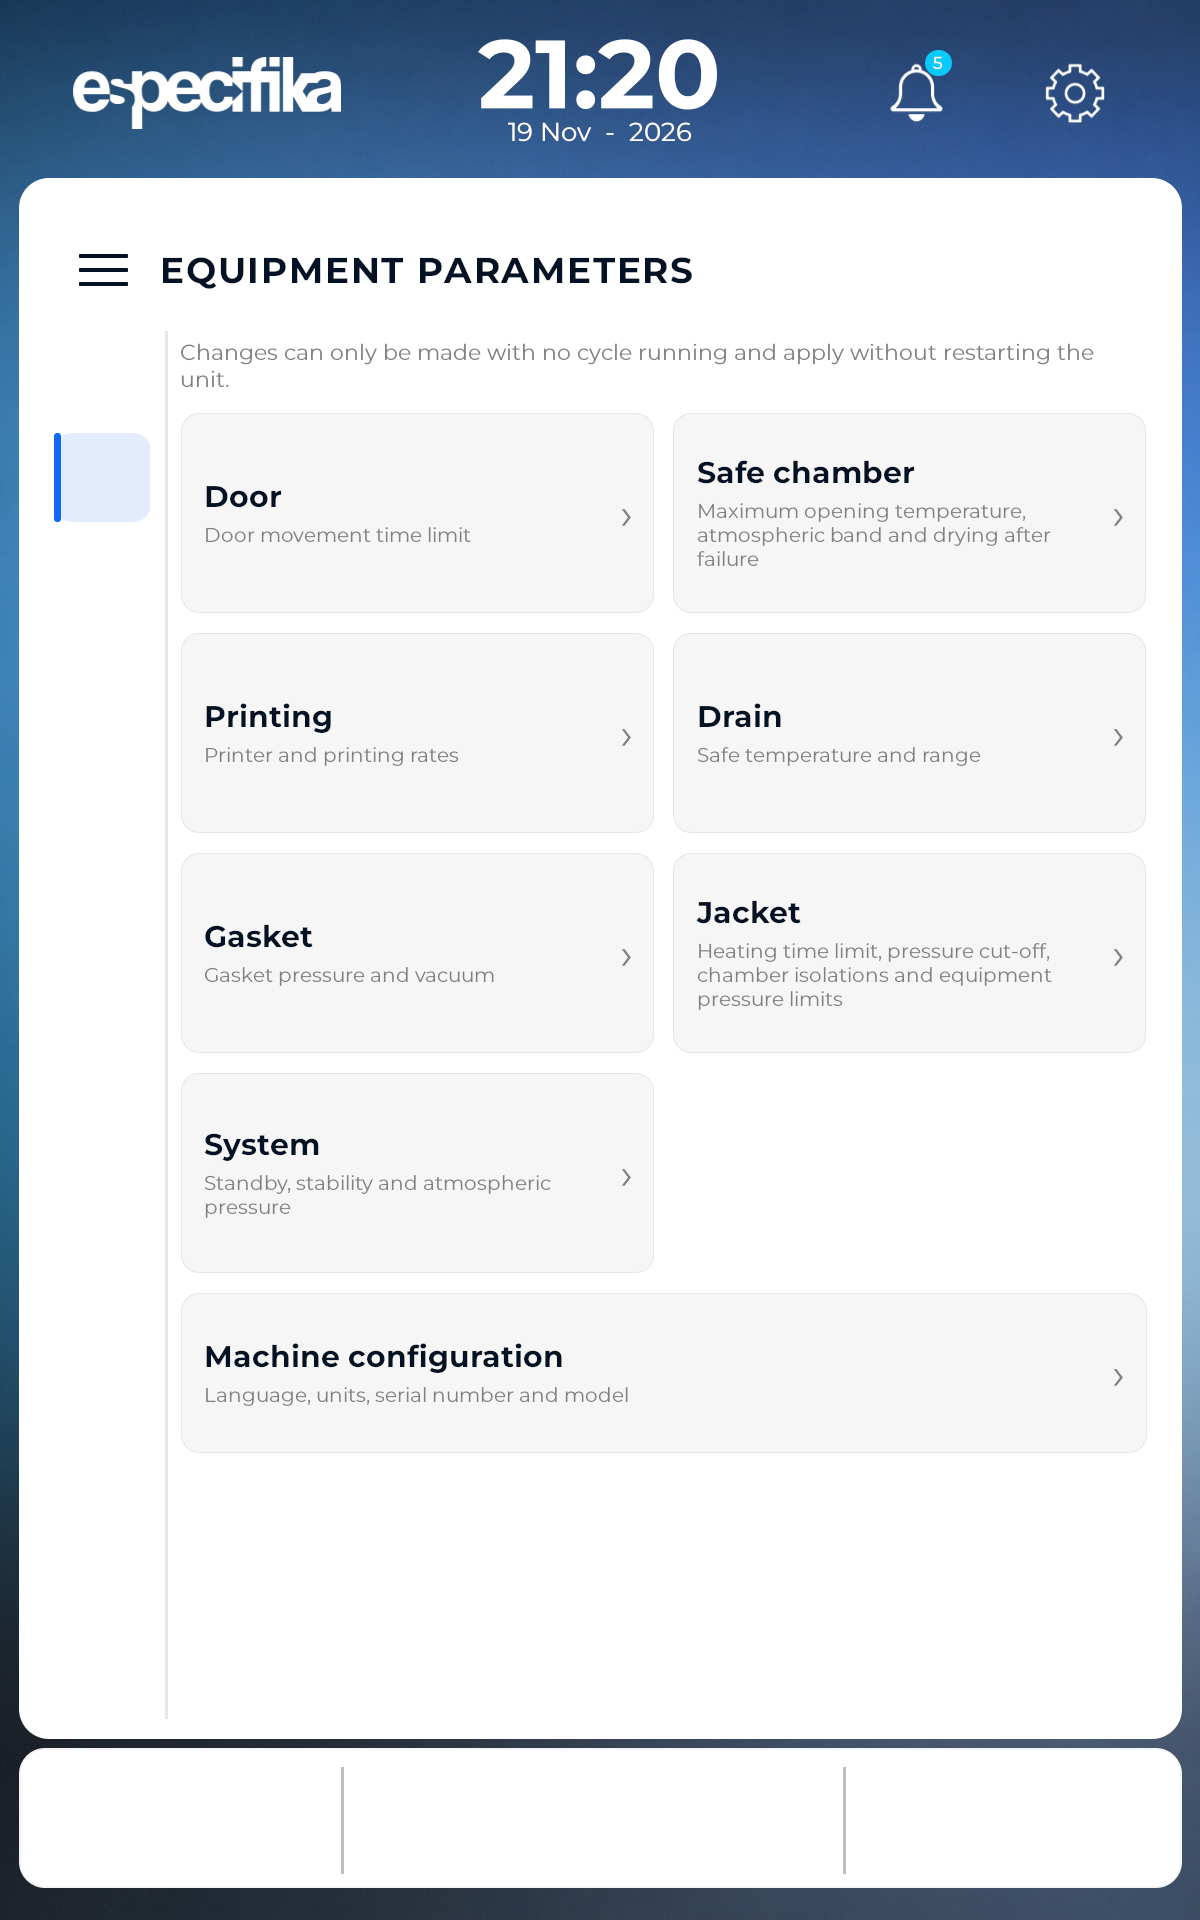 especifika
21:20
19 Nov - 2026
5
EQUIPMENT PARAMETERS
Changes can only be made with no cycle running and apply without restarting the
unit.
Door
Door movement time limit
Safe chamber
Maximum opening temperature,
atmospheric band and drying after
failure
Printing
Printer and printing rates
Drain
Safe temperature and range
Gasket
Gasket pressure and vacuum
Jacket
Heating time limit, pressure cut-off,
chamber isolations and equipment
pressure limits
System
Standby, stability and atmospheric
pressure
Machine configuration
Language, units, serial number and model